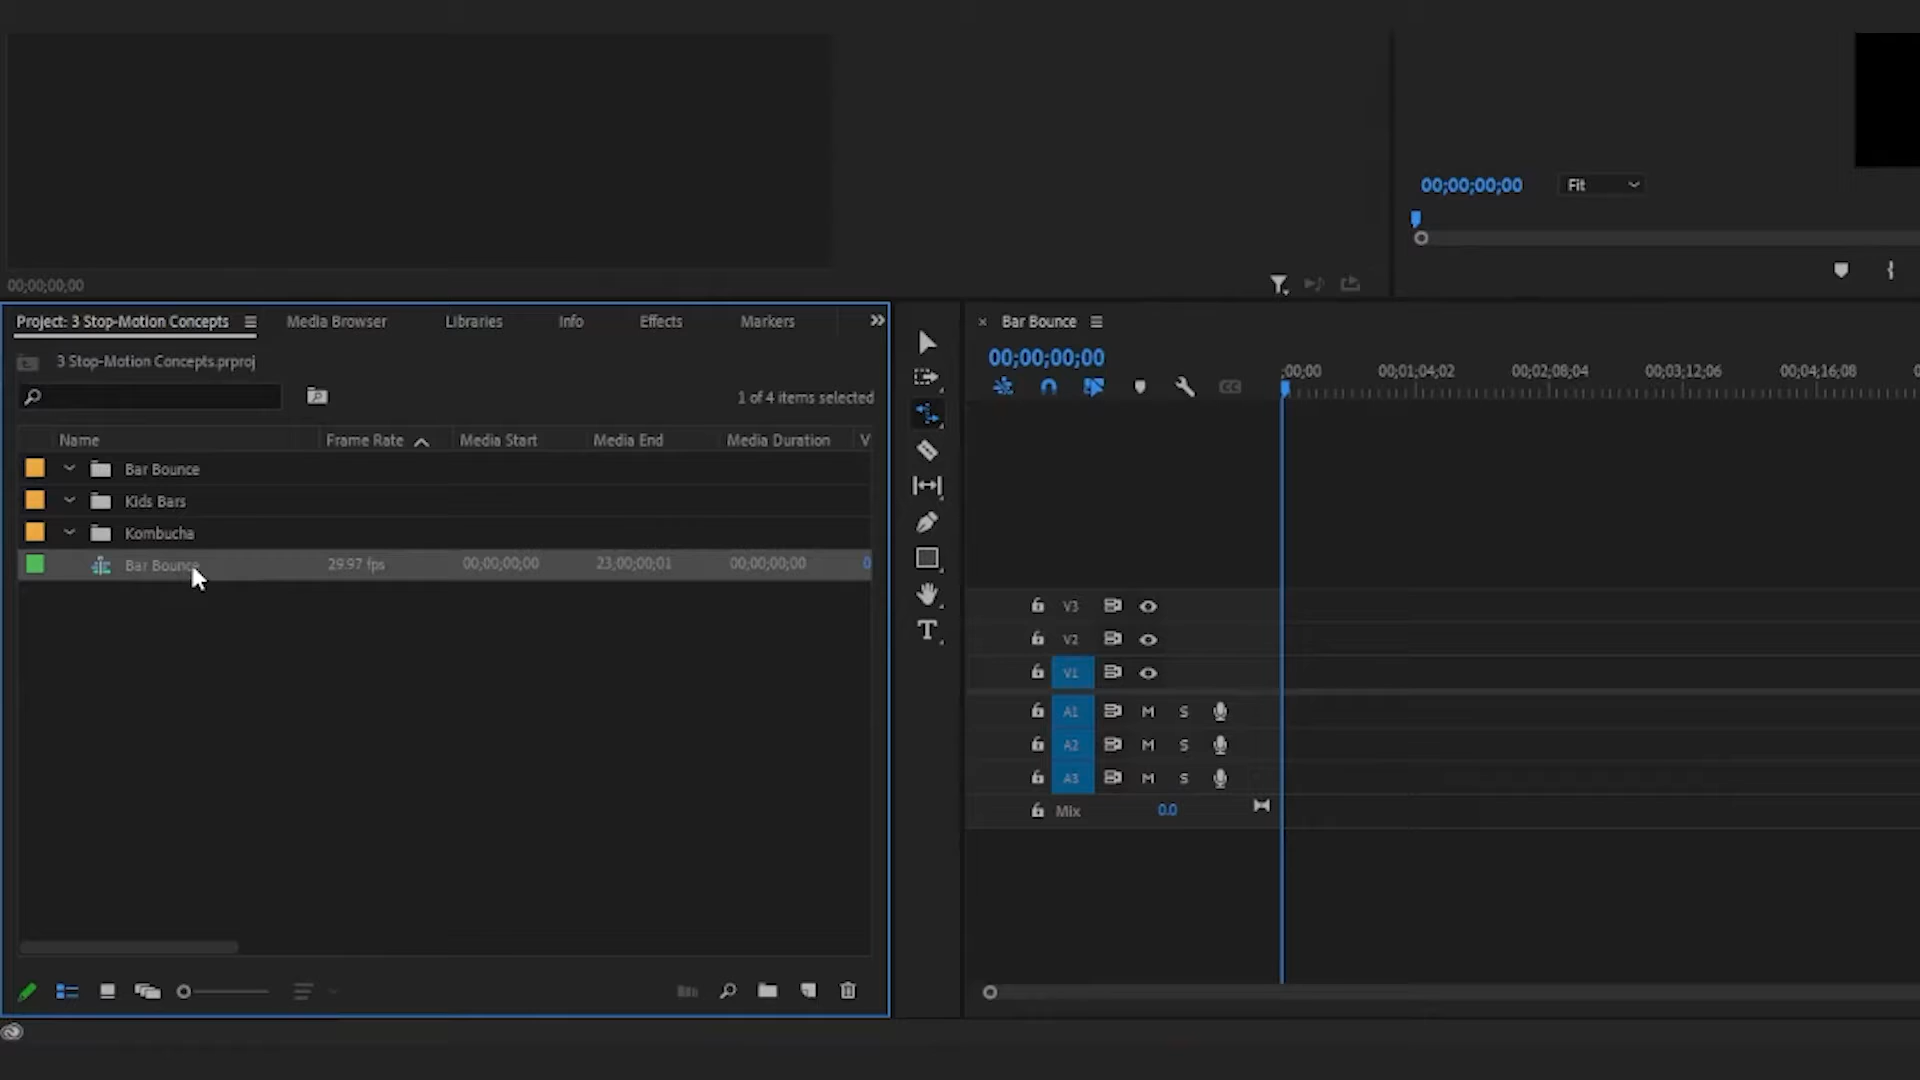 00;00;00;00 Fit
00;00;00;00
Project: 3 Stop-Motion Concepts Media Browser Libraries Info Effects Markers
Bar Bounce
3 Stop-Motion Concepts.prproj
00;00;00;00
1 of 4 items selected
;00;00 00;01;04;02 00;02;08;04 00;03;12;06 00;04;16;08
Name Frame Rate Media Start Media End Media Duration V
Bar Bounce
Kids Bars
Kombucha
Bar Bounce 29.97 fps 00;00;00;00 23;00;00;01 00;00;00;00 0
T
V3
V2
V1
A1 M S
A2 M S
A3 M S
Mix 0.0